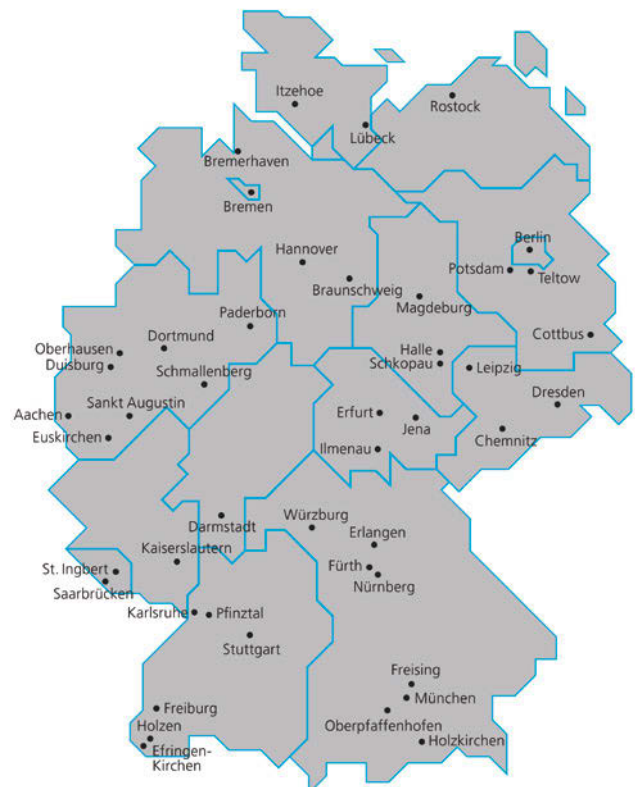 Itzehoe
Rostock
Lübeck
Bremerhaven
Bremen
Berlin
Hannover
Potsdam
Teltow
Braunschweig
Magdeburg
Paderborn
Dortmund
Cottbus
Oberhausen
Halle
Duisburg
Schkopau
Leipzig
Schmallenberg
Dresden
Sankt Augustin
Erfurt
Aachen
Jena
Chemnitz
Euskirchen
Ilmenau
Darmstadt
Würzburg
Erlangen
Kaiserslautern
St. Ingbert
Fürth
Nürnberg
Saarbrücken
Karlsruhe
Pfinztal
Stuttgart
Freising
München
Freiburg
Oberpfaffenhofen
Holzen
Holzkirchen
Efringen-
Kirchen